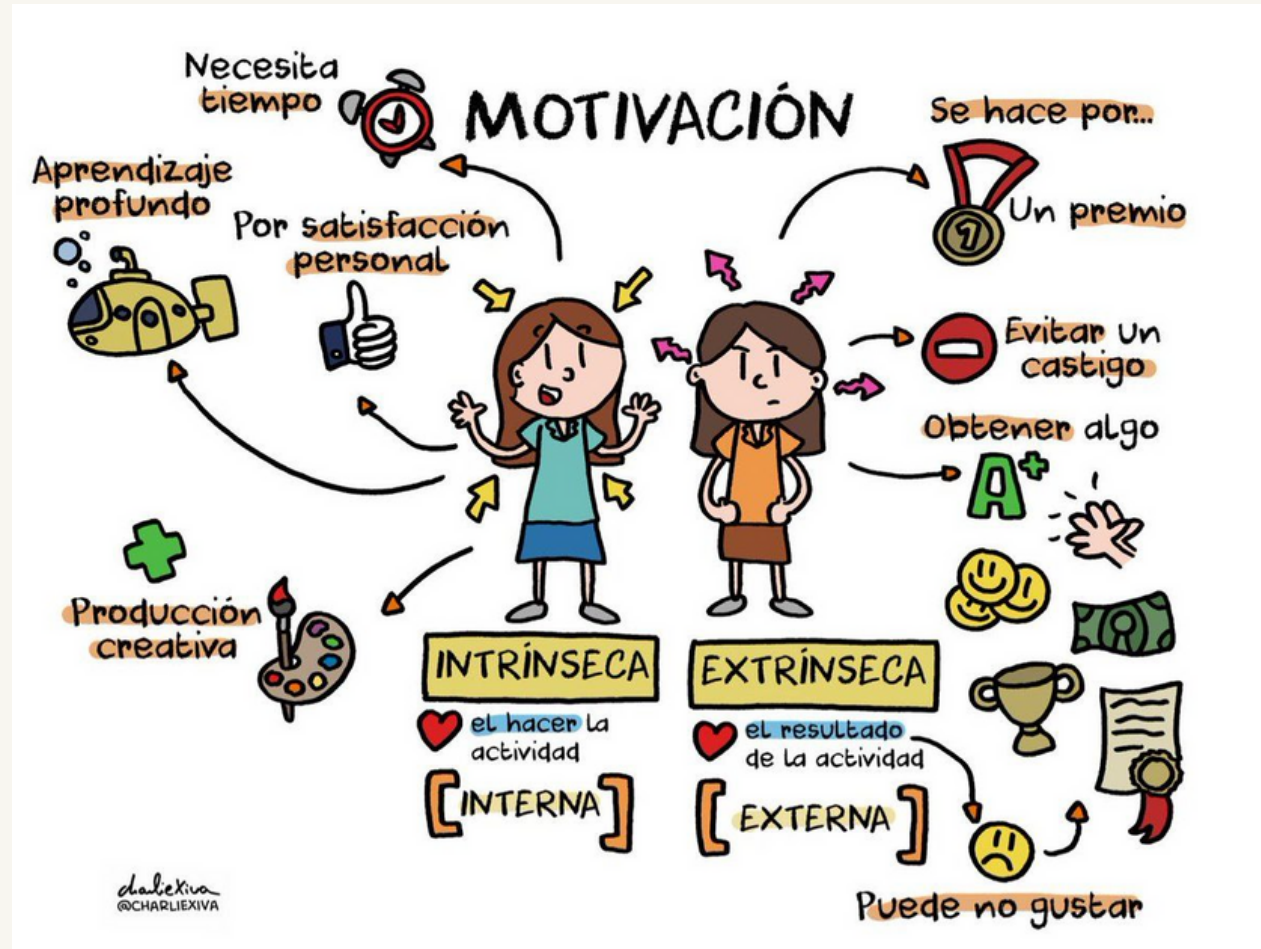 MOTIVACIÓN
Necesita
tiempo
Aprendizaje
profundo
Por satisfacción
personal
Producción
creativa
INTRÍNSECA
el hacer la
actividad
INTERNA
Se hace por...
1
Un premio
Evitar un
castigo
Obtener algo
A+
EXTRÍNSECA
el resultado
de la actividad
EXTERNA
Puede no gustar
charlieXiva
@CHARLIEXIVA